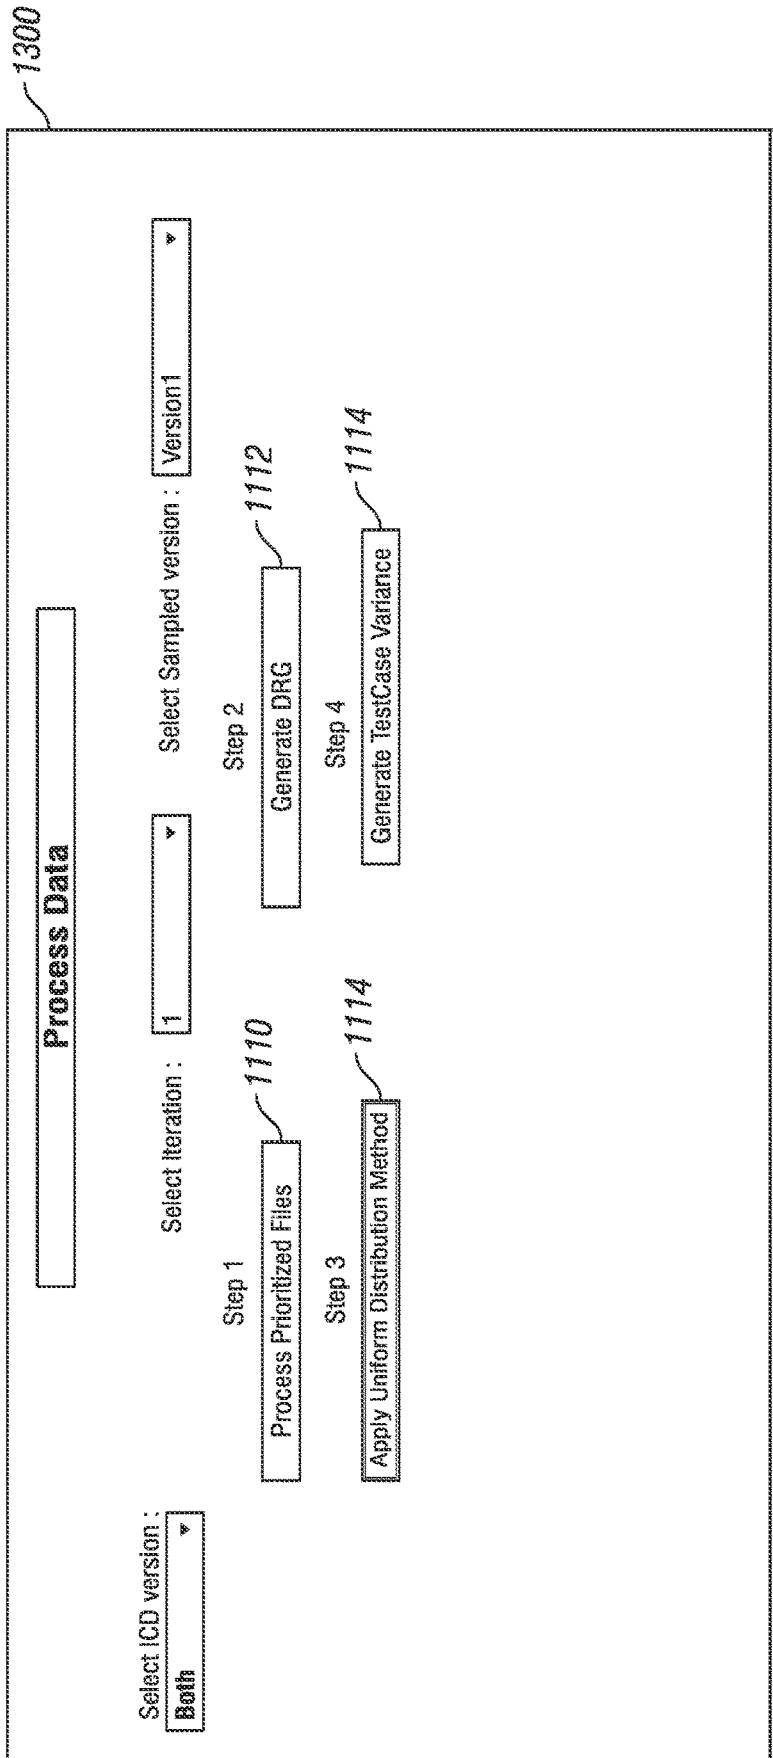 1300
Process Data
Select ICD version :
Both
Select Iteration :
1
Select Sampled version :
Version1
Step 1
Process Prioritized Files
1110
Step 2
Generate DRG
1112
Step 3
Apply Uniform Distribution Method
1114
Step 4
Generate TestCase Variance
1114